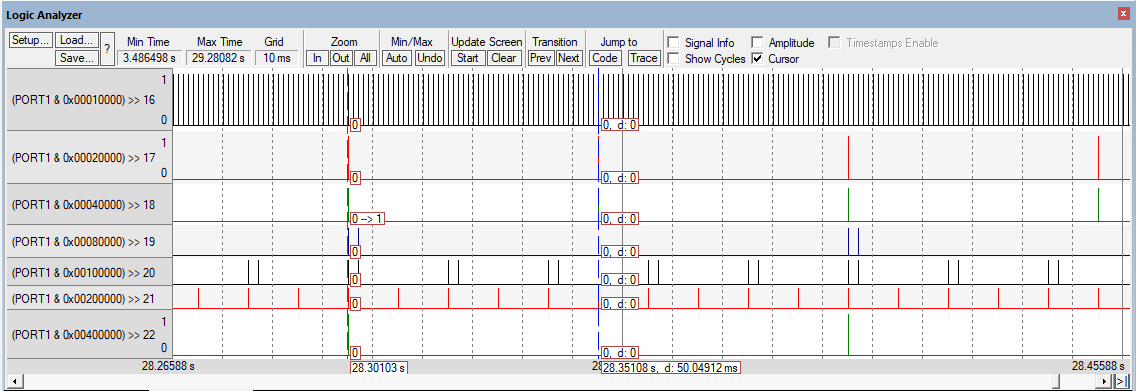 Logic Analyzer
Setup... Load... Save... ? Min Time Max Time Grid Zoom Min/Max Update Screen Transition Jump to Signal Info Amplitude Timestamps Enable
3.486498 s 29.28082 s 10 ms In Out All Auto Undo Start Clear Prev Next Code Trace Show Cycles Cursor
1
(PORT1 & 0x00010000) >> 16
0
0
0, d: 0
1
(PORT1 & 0x00020000) >> 17
0
0
0, d: 0
(PORT1 & 0x00040000) >> 18
0 --> 1
0, d: 0
(PORT1 & 0x00080000) >> 19
0
0, d: 0
(PORT1 & 0x00100000) >> 20
0
0, d: 0
(PORT1 & 0x00200000) >> 21
0
0, d: 0
1
(PORT1 & 0x00400000) >> 22
0
0
0, d: 0
28.26588 s 28.30103 s 28.35108 s, d: 50.04912 ms 28.45588 s
>|